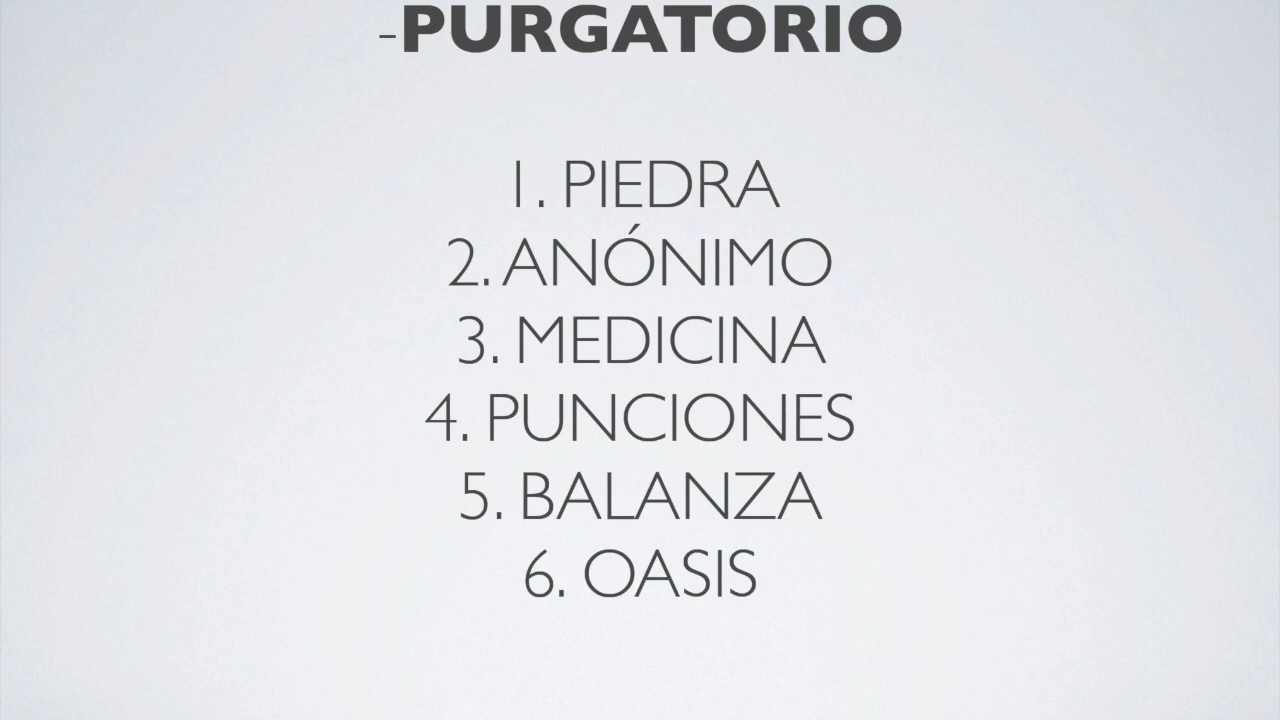 -PURGATORIO
1. PIEDRA
2. ANÓNIMO
3. MEDICINA
4. PUNCIONES
5. BALANZA
6. OASIS